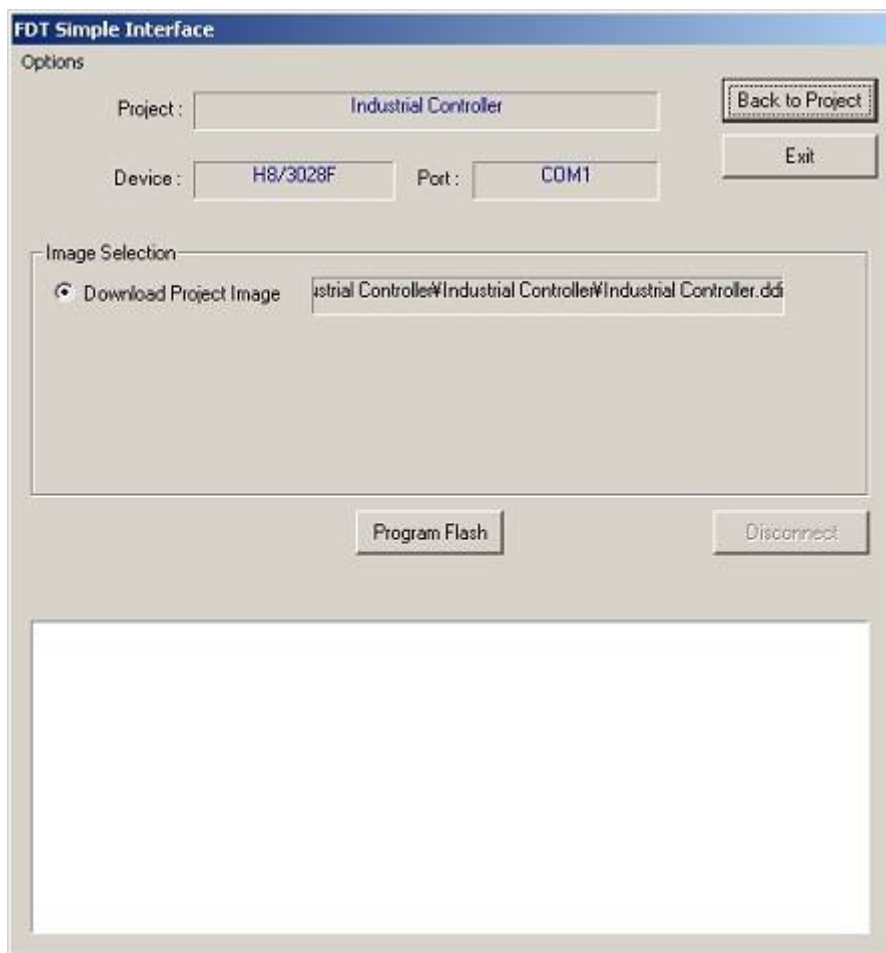 FDT Simple Interface
Options
Project : Industrial Controller
Back to Project
Exit
Device : H8/3028F Port : COM1
Image Selection
Download Project Image ustrial Controller¥Industrial Controller¥Industrial Controller.ddi
Program Flash
Disconnect